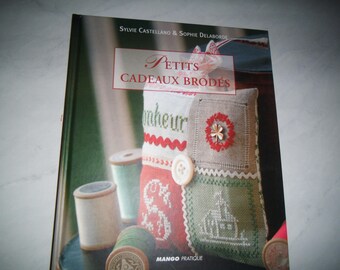 SYLVIE CASTELLANO & SOPHIE DELABORDE
PETITS
CADEAUX BRODÉS
nheur
MANGO PRATIQUE